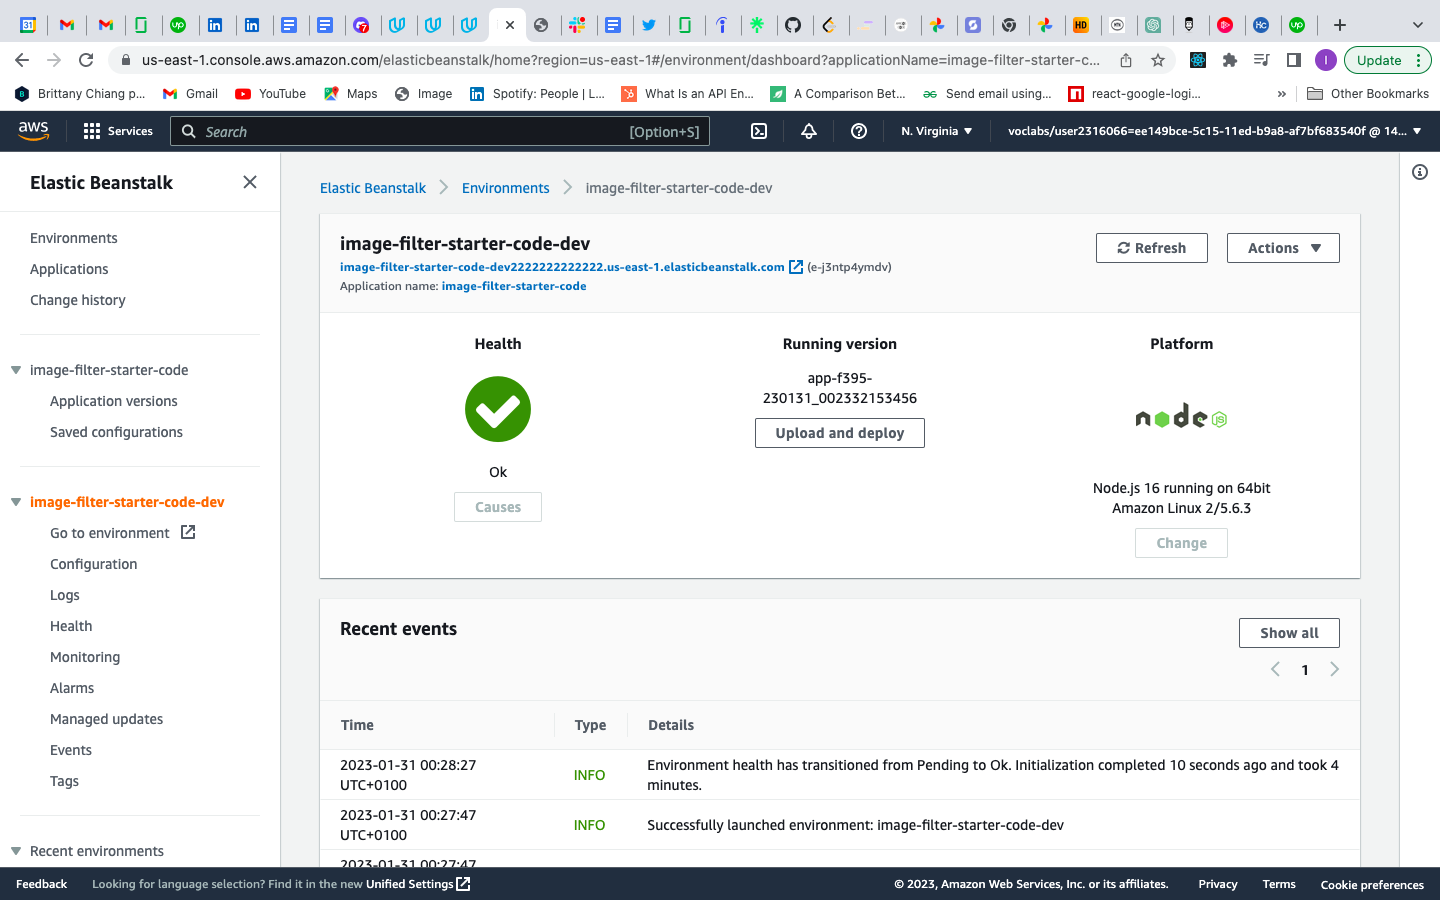 us-east-1.console.aws.amazon.com/elasticbeanstalk/home?region=us-east-1#/environment/dashboard?applicationName=image-filter-starter-c...
Update
Brittany Chiang p...
Gmail
YouTube
Maps
Image
Spotify: People | L...
What Is an API En...
A Comparison Bet...
Send email using...
react-google-logi...
»
Other Bookmarks
aws
Services
Search
[Option+S]
N. Virginia
voclabs/user2316066=ee149bce-5c15-11ed-b9a8-af7bf683540f @ 14...
Elastic Beanstalk
Environments
Applications
Change history
image-filter-starter-code
Application versions
Saved configurations
image-filter-starter-code-dev
Go to environment
Configuration
Logs
Health
Monitoring
Alarms
Managed updates
Events
Tags
Recent environments
Elastic Beanstalk
Environments
image-filter-starter-code-dev
image-filter-starter-code-dev
image-filter-starter-code-dev2222222222222.us-east-1.elasticbeanstalk.com (e-j3ntp4ymdv)
Application name: image-filter-starter-code
Refresh
Actions
Health
Ok
Causes
Running version
app-f395-
230131_002332153456
Upload and deploy
Platform
node
JS
Node.js 16 running on 64bit
Amazon Linux 2/5.6.3
Change
Recent events
Show all
1
Time
Type
Details
2023-01-31 00:28:27
UTC+0100
INFO
Environment health has transitioned from Pending to Ok. Initialization completed 10 seconds ago and took 4
minutes.
2023-01-31 00:27:47
UTC+0100
INFO
Successfully launched environment: image-filter-starter-code-dev
2023-01-31 00:27:47
Feedback
Looking for language selection? Find it in the new Unified Settings
© 2023, Amazon Web Services, Inc. or its affiliates.
Privacy
Terms
Cookie preferences